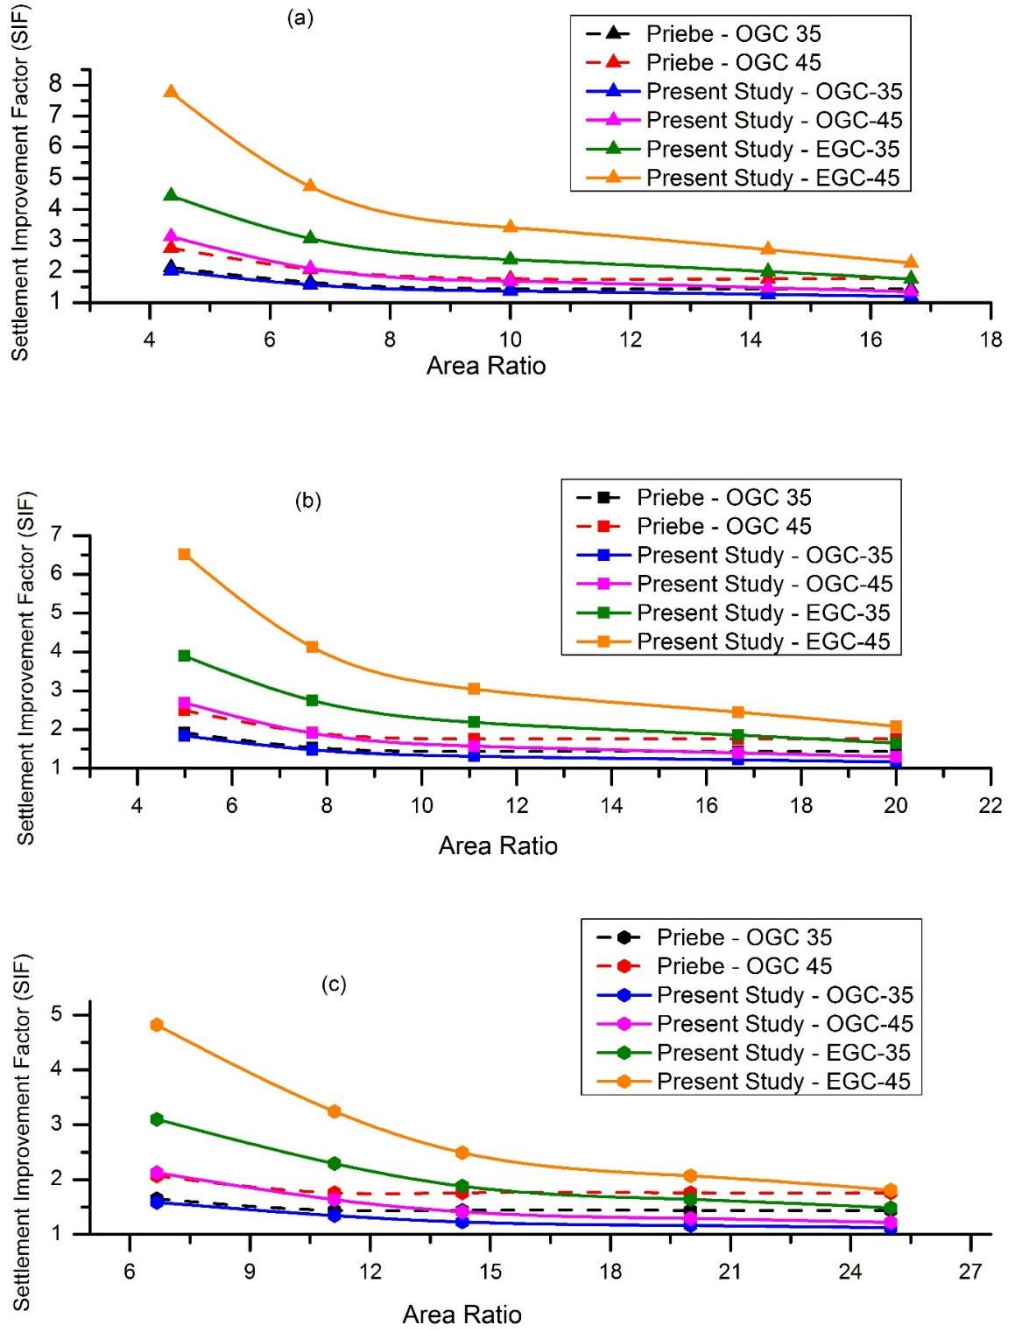 (a)
Priebe - OGC 35
Priebe - OGC 45
Present Study - OGC-35
Present Study - OGC-45
Present Study - EGC-35
Present Study - EGC-45
Settlement Improvement Factor (SIF)
8
7
6
5
4
3
2
1
4 6 8 10 12 14 16 18
Area Ratio
(b)
Priebe - OGC 35
Priebe - OGC 45
Present Study - OGC-35
Present Study - OGC-45
Present Study - EGC-35
Present Study - EGC-45
Settlement Improvement Factor (SIF)
7
6
5
4
3
2
1
4 6 8 10 12 14 16 18 20 22
Area Ratio
(c)
Priebe - OGC 35
Priebe - OGC 45
Present Study - OGC-35
Present Study - OGC-45
Present Study - EGC-35
Present Study - EGC-45
Settlement Improvement Factor (SIF)
5
4
3
2
1
6 9 12 15 18 21 24 27
Area Ratio